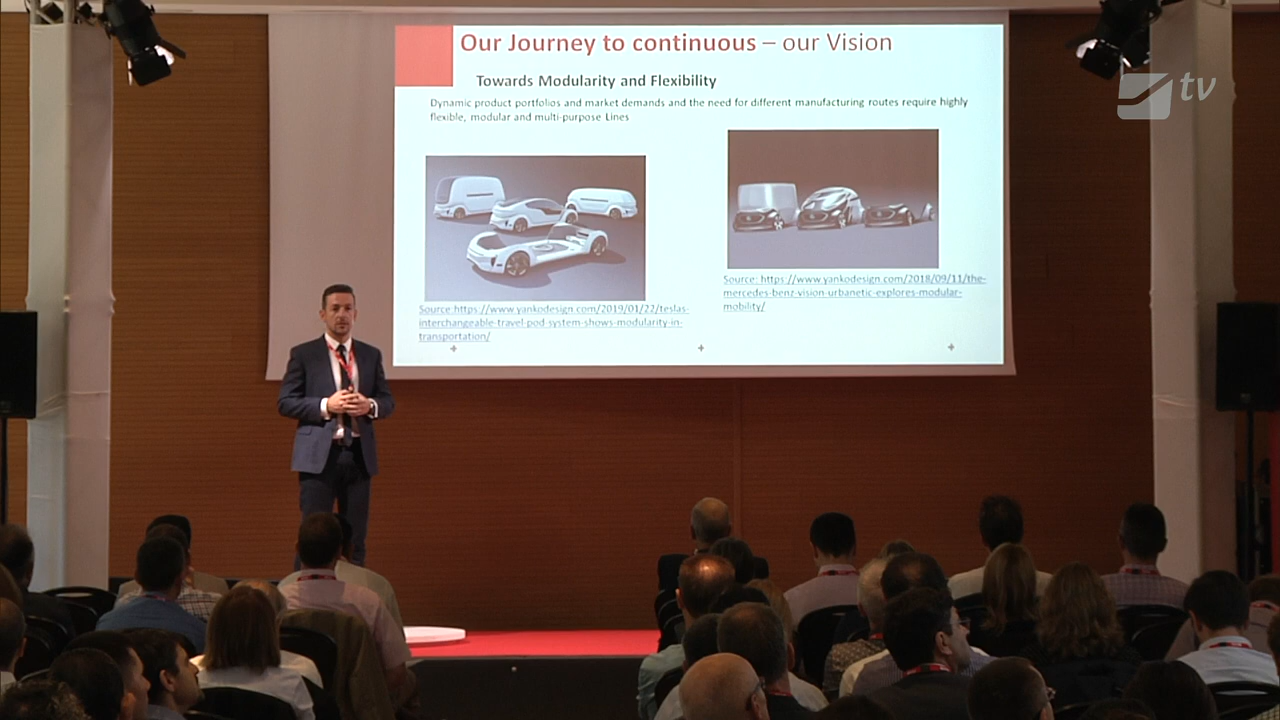 Our Journey to continuous – our Vision
tv
Towards Modularity and Flexibility
Dynamic product portfolios and market demands and the need for different manufacturing routes require highly
flexible, modular and multi-purpose Lines
Source:https://www.yankodesign.com/2019/01/22/teslas-
interchangeable-travel-pod-system-shows-modularity-in-
transportation/
Source: https://www.yankodesign.com/2018/09/11/the-
mercedes-benz-vision-urbanetic-explores-modular-
mobility/